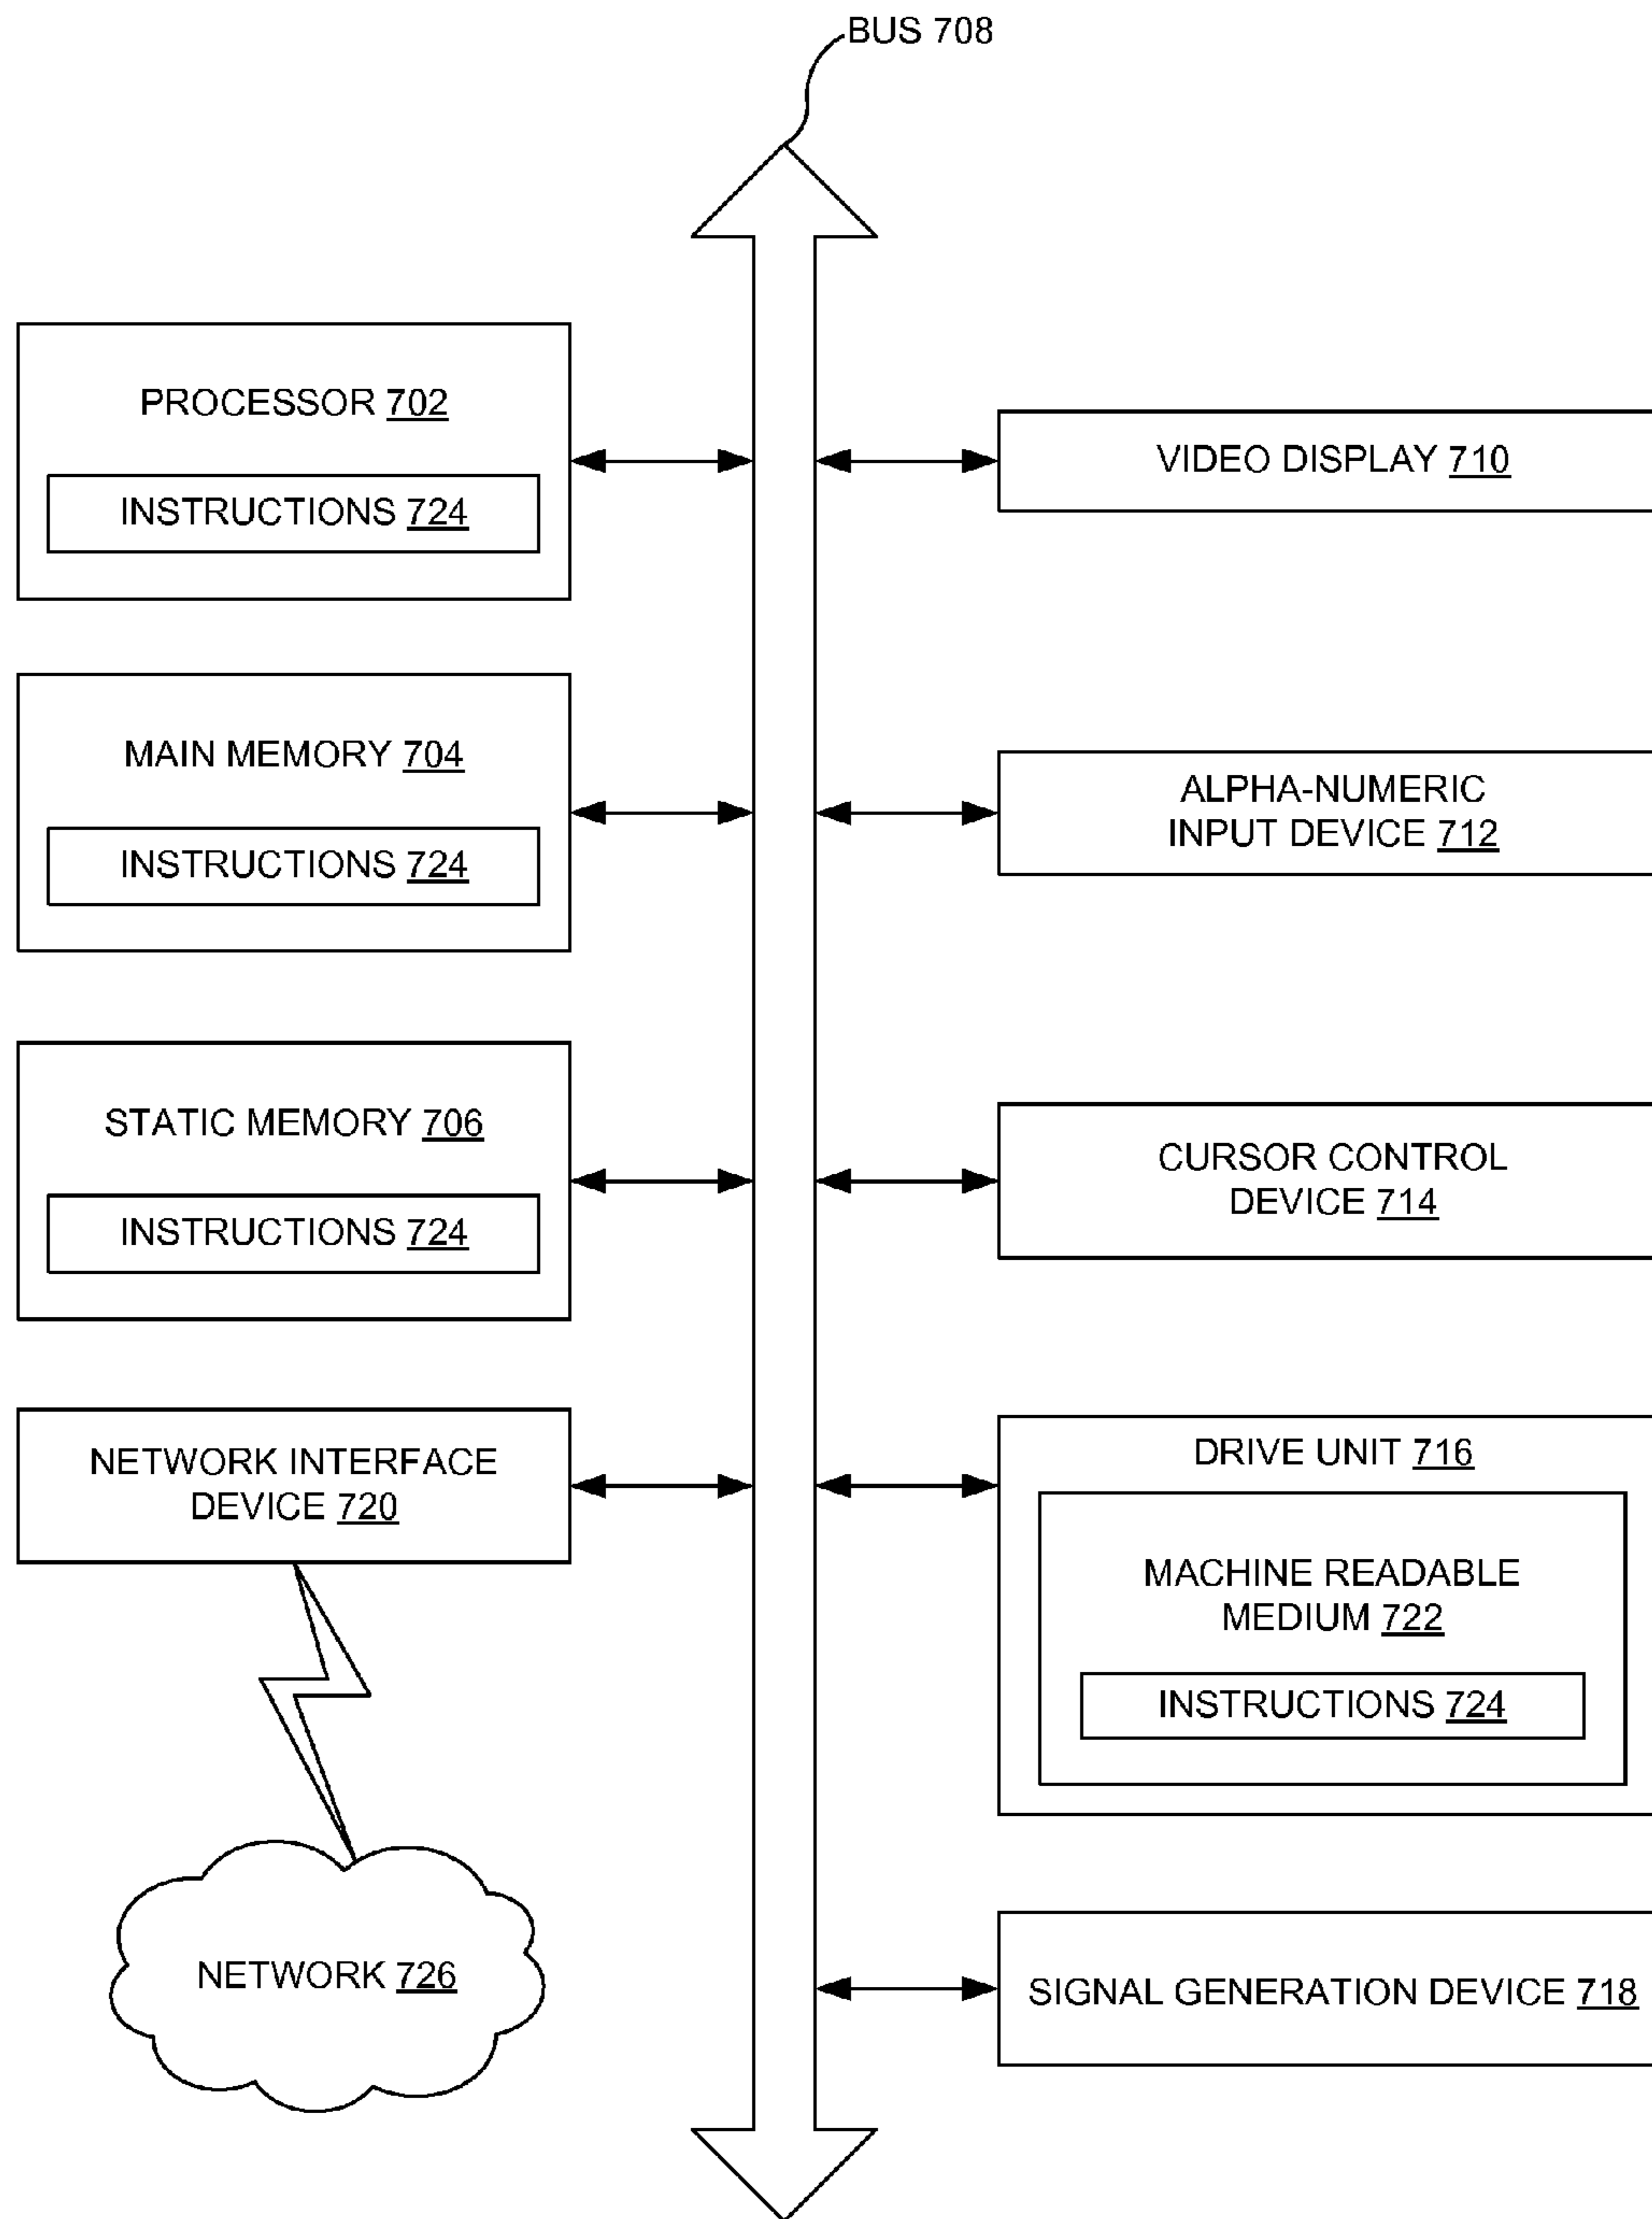 BUS 708
PROCESSOR 702
INSTRUCTIONS 724
MAIN MEMORY 704
INSTRUCTIONS 724
STATIC MEMORY 706
INSTRUCTIONS 724
NETWORK INTERFACE
DEVICE 720
NETWORK 726
VIDEO DISPLAY 710
ALPHA-NUMERIC
INPUT DEVICE 712
CURSOR CONTROL
DEVICE 714
DRIVE UNIT 716
MACHINE READABLE
MEDIUM 722
INSTRUCTIONS 724
SIGNAL GENERATION DEVICE 718